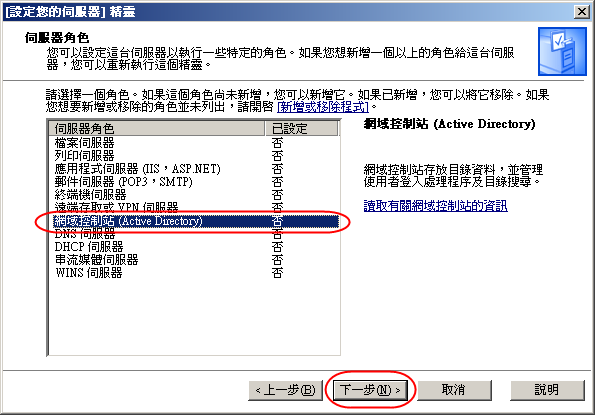 [設定您的伺服器] 精靈
伺服器角色
您可以設定這台伺服器以執行一些特定的角色。如果您想新增一個以上的角色給這台伺服
器，您可以重新執行這個精靈。
請選擇一個角色。如果這個角色尚未新增，您可以新增它。如果已新增，您可以將它移除。如果
您想要新增或移除的角色並未列出，請開啓 [新增或移除程式]。
伺服器角色 已設定
檔案伺服器 否
列印伺服器 否
應用程式伺服器 (IIS，ASP.NET) 否
郵件伺服器 (POP3，SMTP) 否
終端機伺服器 否
遠端存取或 VPN 伺服器 否
網域控制站 (Active Directory) 否
DNS 伺服器 否
DHCP 伺服器 否
串流媒體伺服器 否
WINS 伺服器 否
網域控制站 (Active Directory)
網域控制站存放目錄資料，並管理
使用者登入處理程序及目錄搜尋。
讀取有關網域控制站的資訊
< 上一步(B)
下一步(N) >
取消
說明